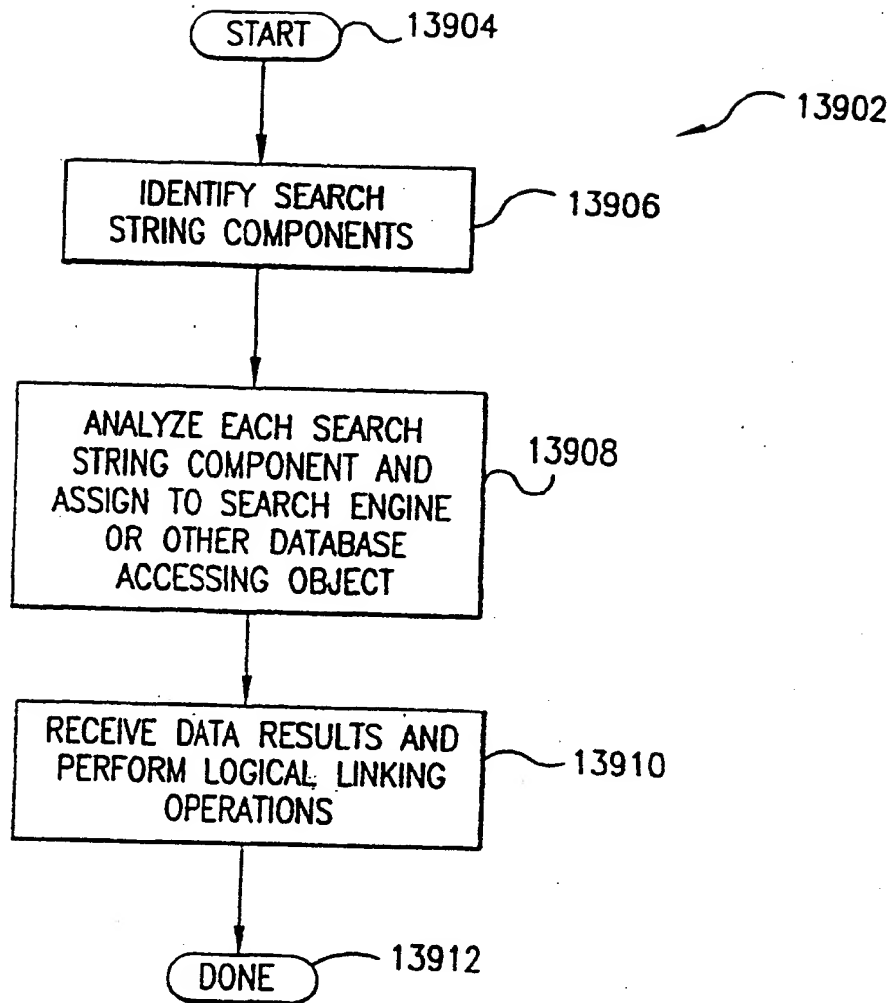 START
13904
13902
IDENTIFY SEARCH
STRING COMPONENTS
13906
ANALYZE EACH SEARCH
STRING COMPONENT AND
ASSIGN TO SEARCH ENGINE
OR OTHER DATABASE
ACCESSING OBJECT
13908
RECEIVE DATA RESULTS AND
PERFORM LOGICAL LINKING
OPERATIONS
13910
DONE
13912